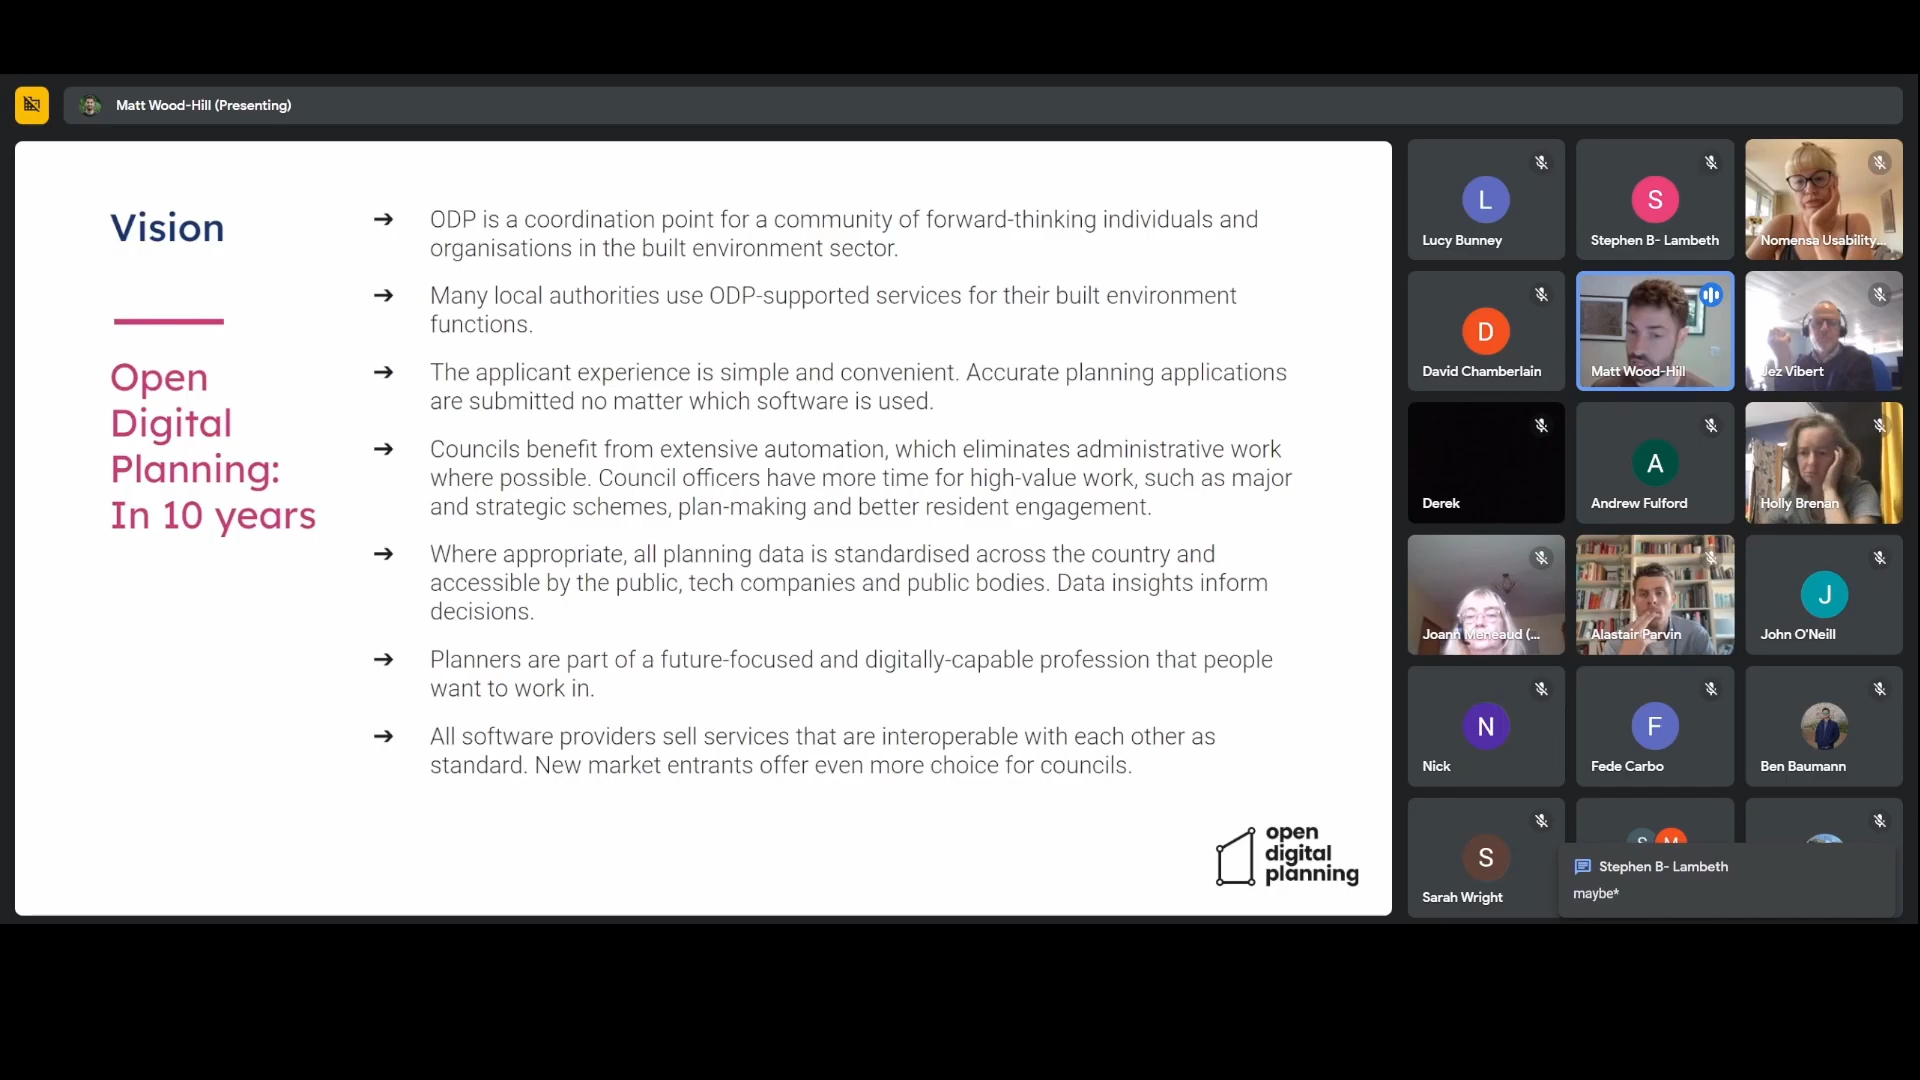 Matt Wood-Hill (Presenting)
Vision
Open
Digital
Planning:
In 10 years
➔ ODP is a coordination point for a community of forward-thinking individuals and
organisations in the built environment sector.
➔ Many local authorities use ODP-supported services for their built environment
functions.
➔ The applicant experience is simple and convenient. Accurate planning applications
are submitted no matter which software is used.
➔ Councils benefit from extensive automation, which eliminates administrative work
where possible. Council officers have more time for high-value work, such as major
and strategic schemes, plan-making and better resident engagement.
➔ Where appropriate, all planning data is standardised across the country and
accessible by the public, tech companies and public bodies. Data insights inform
decisions.
➔ Planners are part of a future-focused and digitally-capable profession that people
want to work in.
➔ All software providers sell services that are interoperable with each other as
standard. New market entrants offer even more choice for councils.
open
digital
planning
L
Lucy Bunney
S
Stephen B- Lambeth
Nomensa Usability...
D
David Chamberlain
Matt Wood-Hill
Jez Vibert
Derek
A
Andrew Fulford
Holly Brenan
Joann Meneaud (...
Alastair Parvin
J
John O'Neill
N
Nick
F
Fede Carbo
Ben Baumann
S
Sarah Wright
S M
Stephen B- Lambeth
maybe*